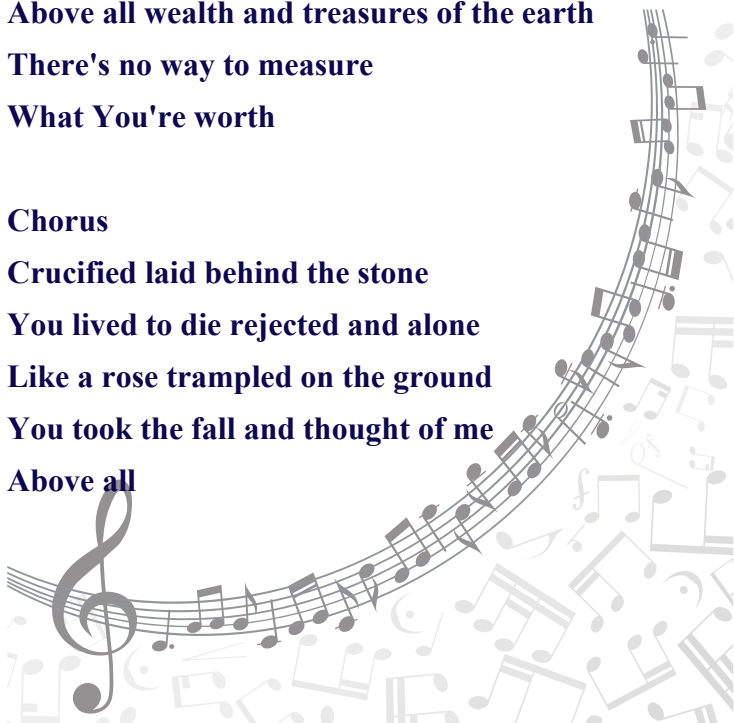 Above all wealth and treasures of the earth
There's no way to measure
What You're worth
Chorus
Crucified laid behind the stone
You lived to die rejected and alone
Like a rose trampled on the ground
You took the fall and thought of me
Above all